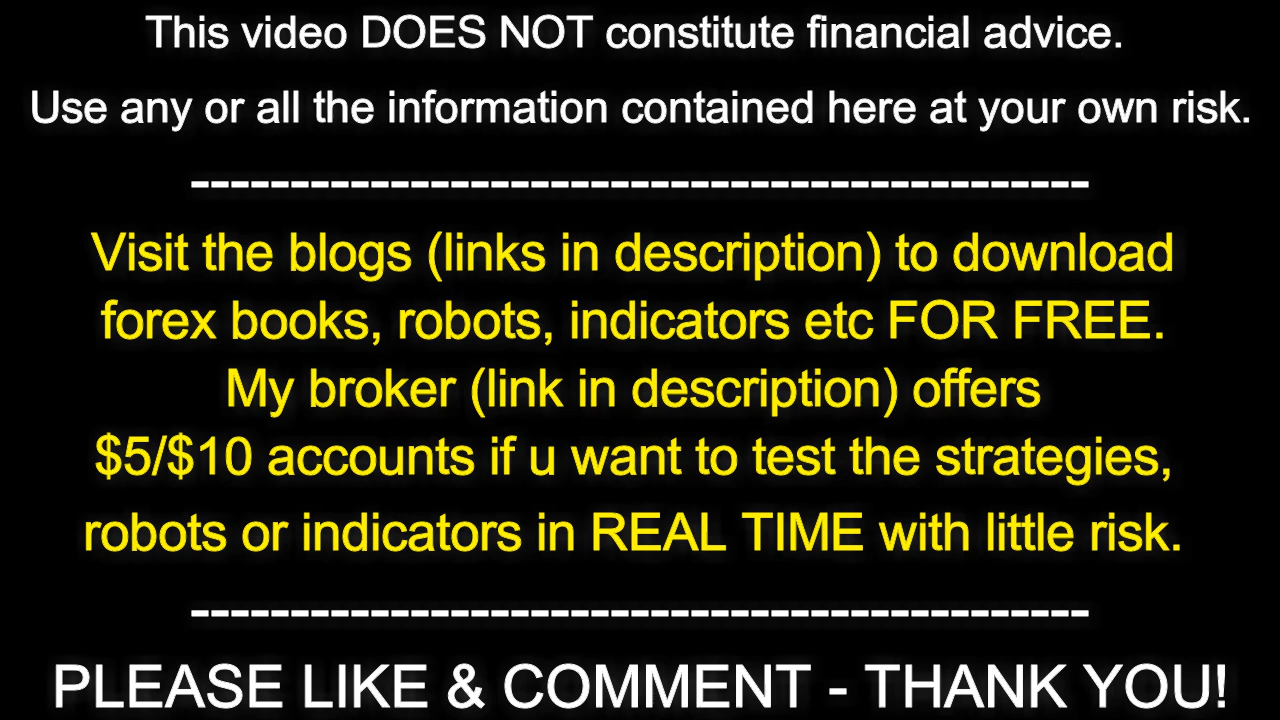 This video DOES NOT constitute financial advice.
Use any or all the information contained here at your own risk.
---------------------------------------------
Visit the blogs (links in description) to download
forex books, robots, indicators etc FOR FREE.
My broker (link in description) offers
$5/$10 accounts if u want to test the strategies,
robots or indicators in REAL TIME with little risk.
---------------------------------------------
PLEASE LIKE & COMMENT - THANK YOU!